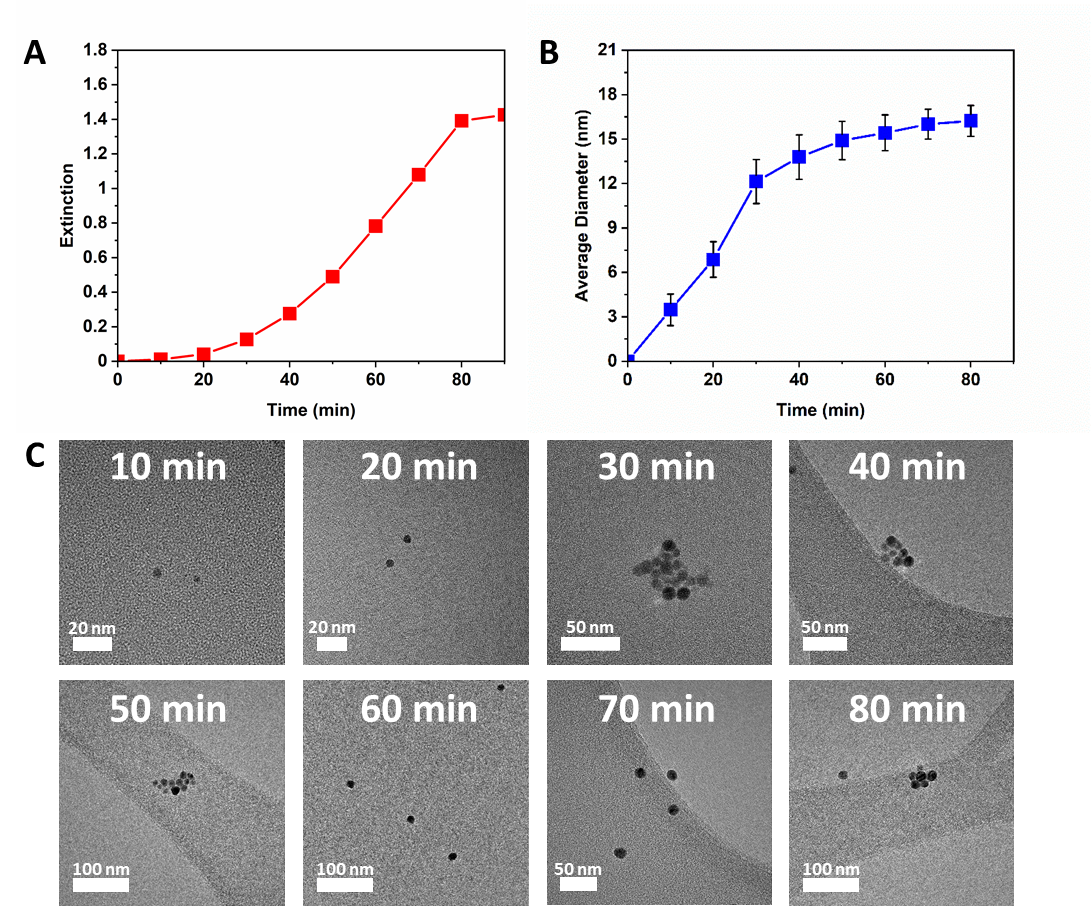 A
1.8
1.6
1.4
1.2
1
0.8
0.6
0.4
0.2
0
Extinction
0 20 40 60 80
Time (min)
B
21
18
15
12
9
6
3
0
Average Diameter (nm)
0 20 40 60 80
Time (min)
C
10 min
20 nm
20 min
20 nm
30 min
50 nm
40 min
50 nm
50 min
100 nm
60 min
100 nm
70 min
50 nm
80 min
100 nm